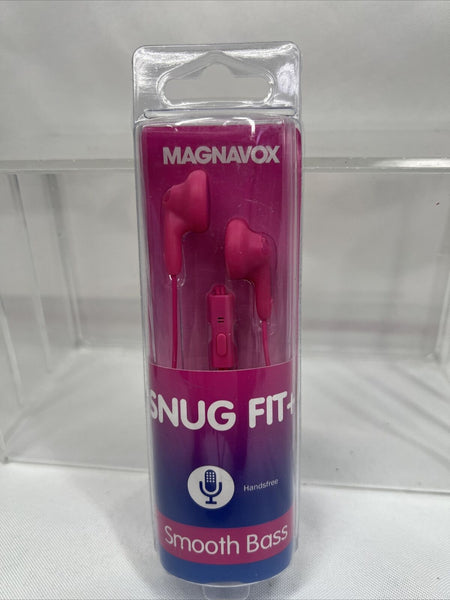 MAGNAVOX
SNUG FIT+
Handsfree
Smooth Bass